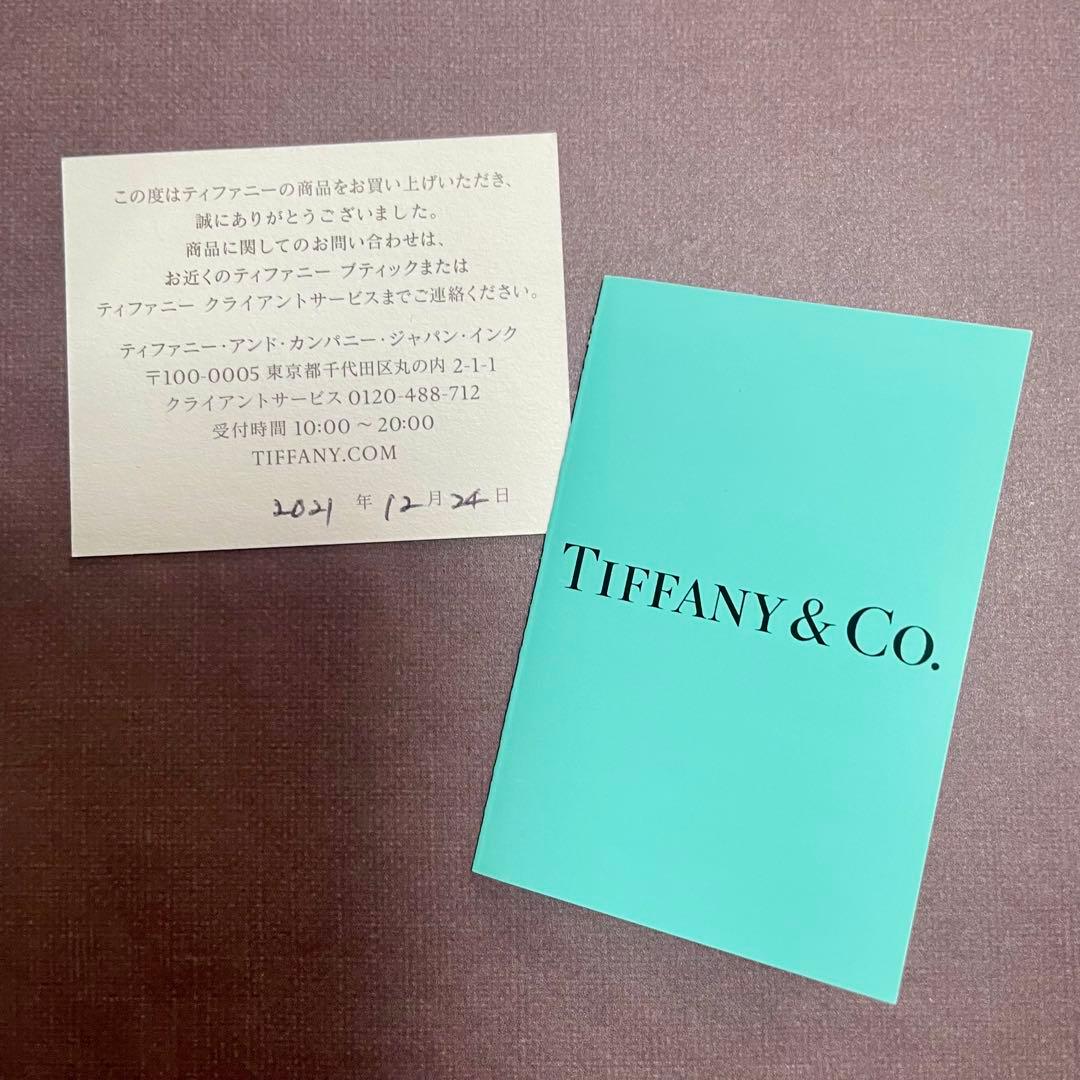 この度はティファニーの商品をお買い上げいただき、
誠にありがとうございました。
商品に関してのお問い合わせは、
お近くのティファニー ブティックまたは
ティファニー クライアントサービスまでご連絡ください。
ティファニー・アンド・カンパニー・ジャパン・インク
〒100-0005 東京都千代田区丸の内 2-1-1
クライアントサービス 0120-488-712
受付時間 10:00 ～ 20:00
TIFFANY.COM
2021 年 12 月 24 日
TIFFANY & CO.